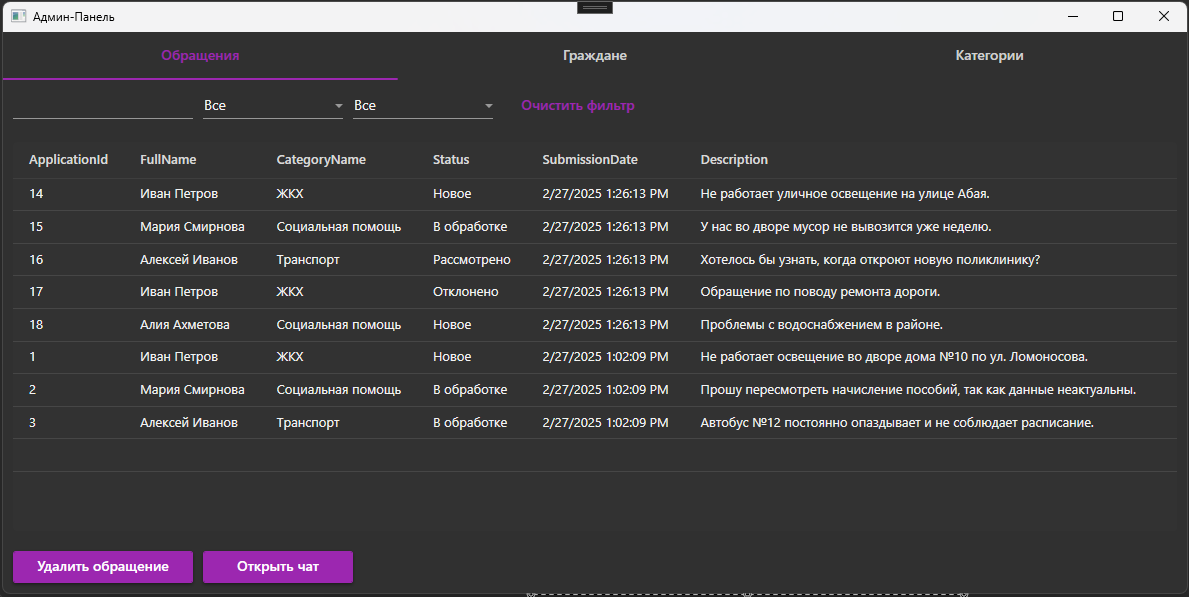 Админ-Панель
Обращения Граждане Категории
Все Все Очистить фильтр
ApplicationId FullName CategoryName Status SubmissionDate Description
14 Иван Петров ЖКХ Новое 2/27/2025 1:26:13 PM Не работает уличное освещение на улице Абая.
15 Мария Смирнова Социальная помощь В обработке 2/27/2025 1:26:13 PM У нас во дворе мусор не вывозится уже неделю.
16 Алексей Иванов Транспорт Рассмотрено 2/27/2025 1:26:13 PM Хотелось бы узнать, когда откроют новую поликлинику?
17 Иван Петров ЖКХ Отклонено 2/27/2025 1:26:13 PM Обращение по поводу ремонта дороги.
18 Алия Ахметова Социальная помощь Новое 2/27/2025 1:26:13 PM Проблемы с водоснабжением в районе.
1 Иван Петров ЖКХ Новое 2/27/2025 1:02:09 PM Не работает освещение во дворе дома №10 по ул. Ломоносова.
2 Мария Смирнова Социальная помощь В обработке 2/27/2025 1:02:09 PM Прошу пересмотреть начисление пособий, так как данные неактуальны.
3 Алексей Иванов Транспорт В обработке 2/27/2025 1:02:09 PM Автобус №12 постоянно опаздывает и не соблюдает расписание.
Удалить обращение Открыть чат